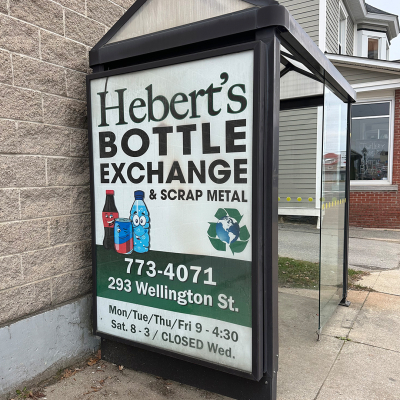 Hebert's
BOTTLE
EXCHANGE
& SCRAP METAL
773-4071
293 Wellington St.
Mon/Tue/Thu/Fri 9 - 4:30
Sat. 8 - 3 / CLOSED Wed.